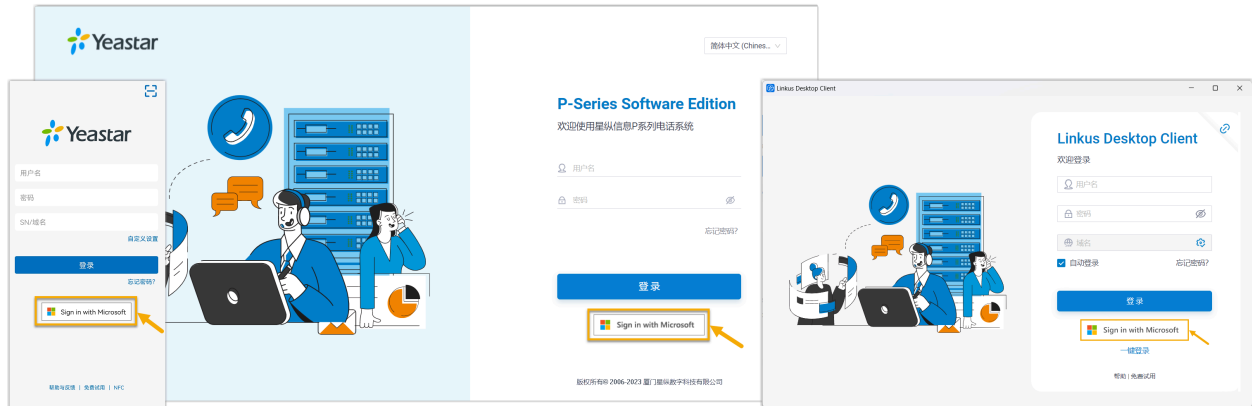 Yeastar
简体中文 (Chines...
P-Series Software Edition
欢迎使用星纵信息P系列电话系统
用户名
密码
忘记密码?
登录
Sign in with Microsoft
版权所有© 2006-2023 厦门星纵数字科技有限公司
Yeastar
用户名
密码
SN/域名
自定义设置
登录
忘记密码?
Sign in with Microsoft
帮助与反馈 | 免费试用 | NFC
Linkus Desktop Client
Linkus Desktop Client
欢迎登录
用户名
密码
域名
自动登录 忘记密码?
登录
Sign in with Microsoft
一键登录
帮助 | 免费试用